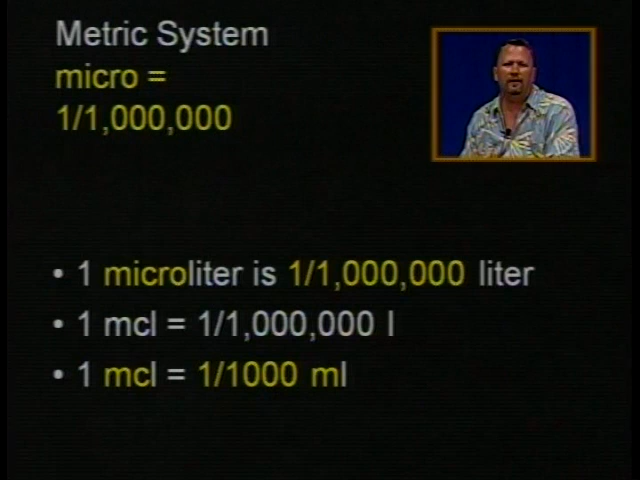 Metric System
micro =
1/1,000,000
• 1 microliter is 1/1,000,000 liter
• 1 mcl = 1/1,000,000 l
• 1 mcl = 1/1000 ml